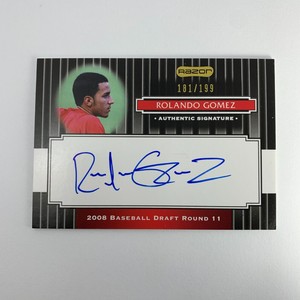 RAZOR
181/199
ROLANDO GOMEZ
• AUTHENTIC SIGNATURE •
2008 BASEBALL DRAFT ROUND 11